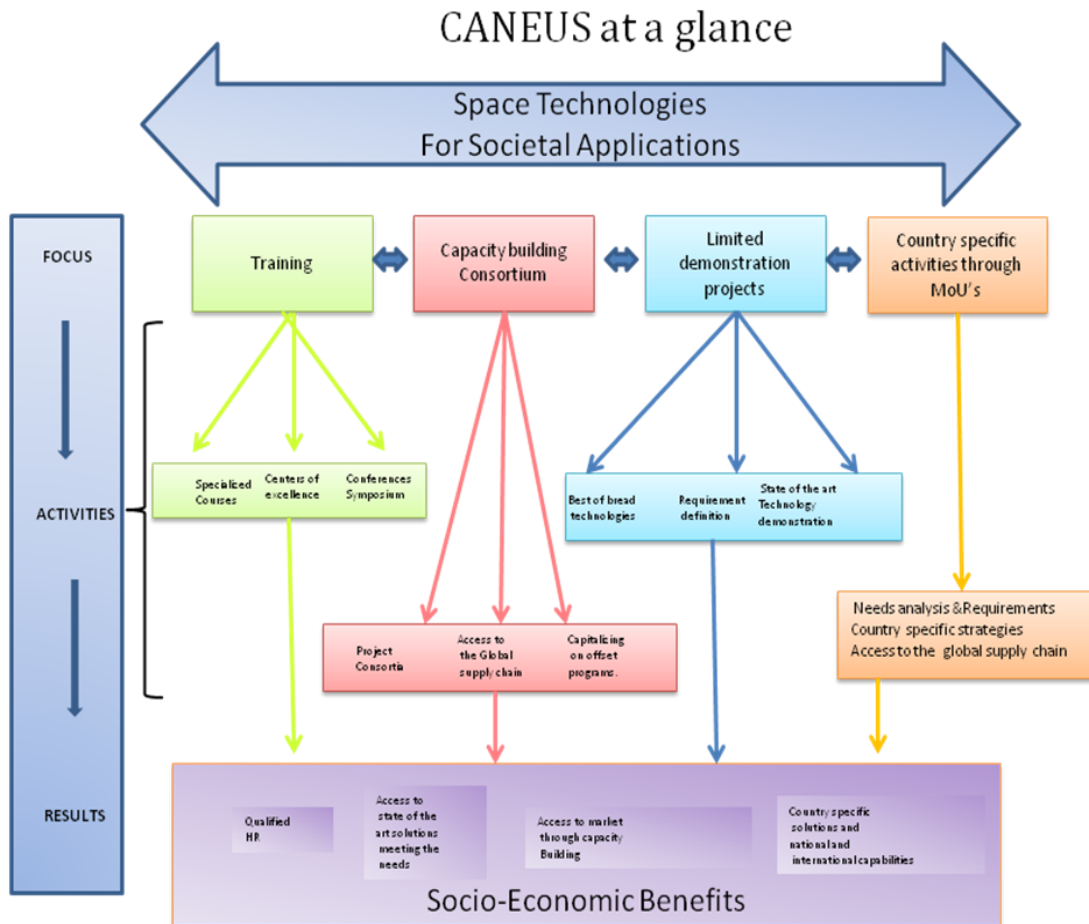 CANEUS at a glance
Space Technologies
For Societal Applications
FOCUS
Training
Capacity building
Consortium
Limited
demonstration
projects
Country specific
activities through
MoU's
ACTIVITIES
Specialized
Courses
Centers of
excellence
Conferences
Symposium
Best of bread
technologies
Requirement
definition
State of the art
Technology
demonstration
Project
Consortia
Access to
the Global
supply chain
Capitalizing
on offset
programs.
Needs analysis &Requirements
Country specific strategies
Access to the global supply chain
RESULTS
Qualified
HR
Access to
state of the
art solutions
meeting the
needs
Access to market
through capacity
Building
Country specific
solutions and
national and
international capabilities
Socio-Economic Benefits